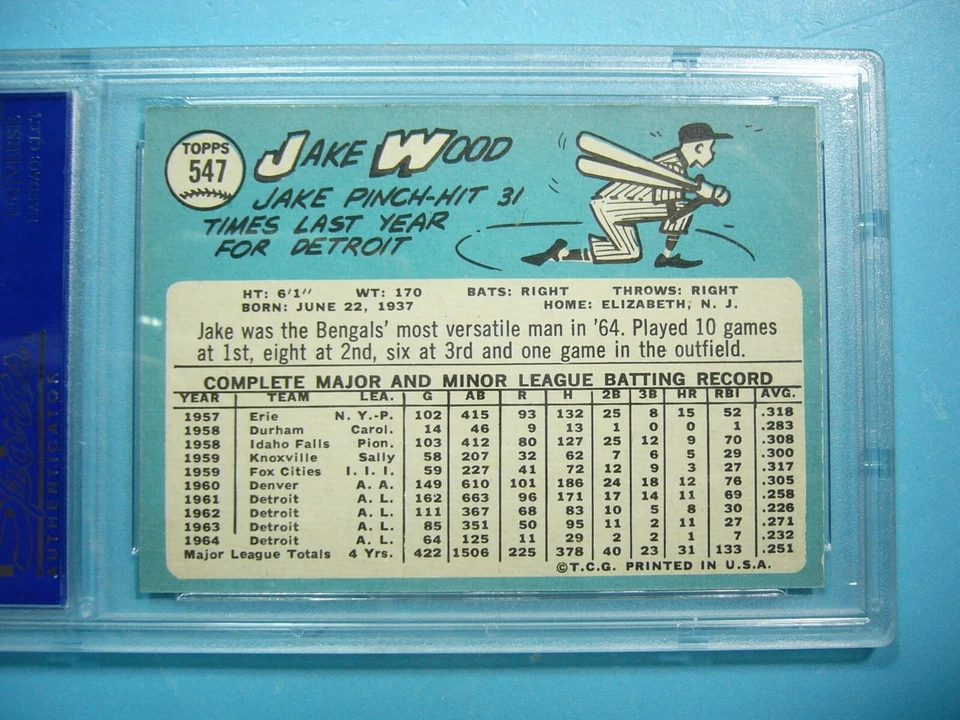 TOPPS
547
JAKE WOOD
JAKE PINCH-HIT 31
TIMES LAST YEAR
FOR DETROIT
HT: 6'1" WT: 170 BATS: RIGHT THROWS: RIGHT
BORN: JUNE 22, 1937 HOME: ELIZABETH, N. J.
Jake was the Bengals' most versatile man in '64. Played 10 games
at 1st, eight at 2nd, six at 3rd and one game in the outfield.
COMPLETE MAJOR AND MINOR LEAGUE BATTING RECORD
YEAR TEAM LEA. G AB R H 2B 3B HR RBI AVG.
1957 Erie N. Y.-P. 102 415 93 132 25 8 15 52 .318
1958 Durham Carol. 14 46 9 13 1 0 0 1 .283
1958 Idaho Falls Pion. 103 412 80 127 25 12 9 70 .308
1959 Knoxville Sally 58 207 32 62 7 6 5 29 .300
1959 Fox Cities I. I. I. 59 227 41 72 12 9 3 27 .317
1960 Denver A. A. 149 610 101 186 24 18 12 76 .305
1961 Detroit A. L. 162 663 96 171 17 14 11 69 .258
1962 Detroit A. L. 111 367 68 83 10 5 8 30 .226
1963 Detroit A. L. 85 351 50 95 11 2 11 27 .271
1964 Detroit A. L. 64 125 11 29 2 2 1 7 .232
Major League Totals 4 Yrs. 422 1506 225 378 40 23 31 133 .251
©T.C.G. PRINTED IN U.S.A.
AUTHENTICATOR